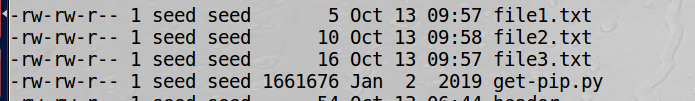 -rw-rw-r-- 1 seed seed       5 Oct 13 09:57 file1.txt
-rw-rw-r-- 1 seed seed      10 Oct 13 09:58 file2.txt
-rw-rw-r-- 1 seed seed      16 Oct 13 09:57 file3.txt
-rw-rw-r-- 1 seed seed 1661676 Jan  2  2019 get-pip.py